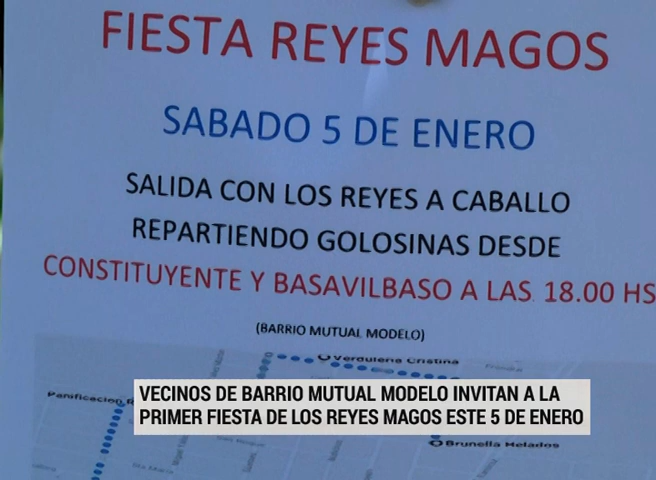 FIESTA REYES MAGOS
SABADO 5 DE ENERO
SALIDA CON LOS REYES A CABALLO
REPARTIENDO GOLOSINAS DESDE
CONSTITUYENTE Y BASAVILBASO A LAS 18.00 HS
(BARRIO MUTUAL MODELO)
Verduleria Cristina
Panificacion
VECINOS DE BARRIO MUTUAL MODELO INVITAN A LA
PRIMER FIESTA DE LOS REYES MAGOS ESTE 5 DE ENERO
Brunella Helados